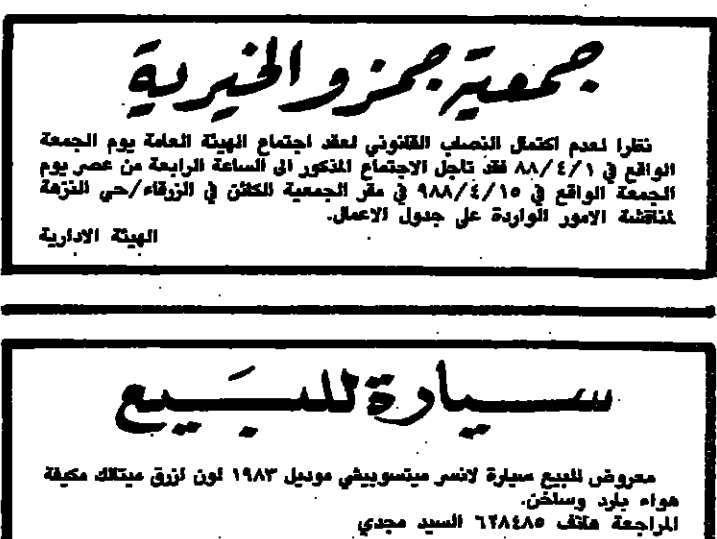 جمعية جمزو الخيرية
نظرا لعدم اكتمال النصاب القانوني لعقد اجتماع الهيئة العامة يوم الجمعة
الواقع في ٨٨/٤/١ فقد تاجل الاجتماع المذكور الى الساعة الرابعة من عصر يوم
الجمعة الواقع في ٩٨٨/٤/١٥ في مقر الجمعية الكائن في الزرقاء/حي النزهة
لمناقشة الامور الواردة على جدول الاعمال.
الهيئة الادارية
سيارة للبيع
معروض للبيع سيارة لانسر ميتسوبيشي موديل ١٩٨٣ لون ازرق ميتالك مكيفة
هواء بارد وساخن.
المراجعة هاتف ٦٢٨٤٨٥ السيد مجدي